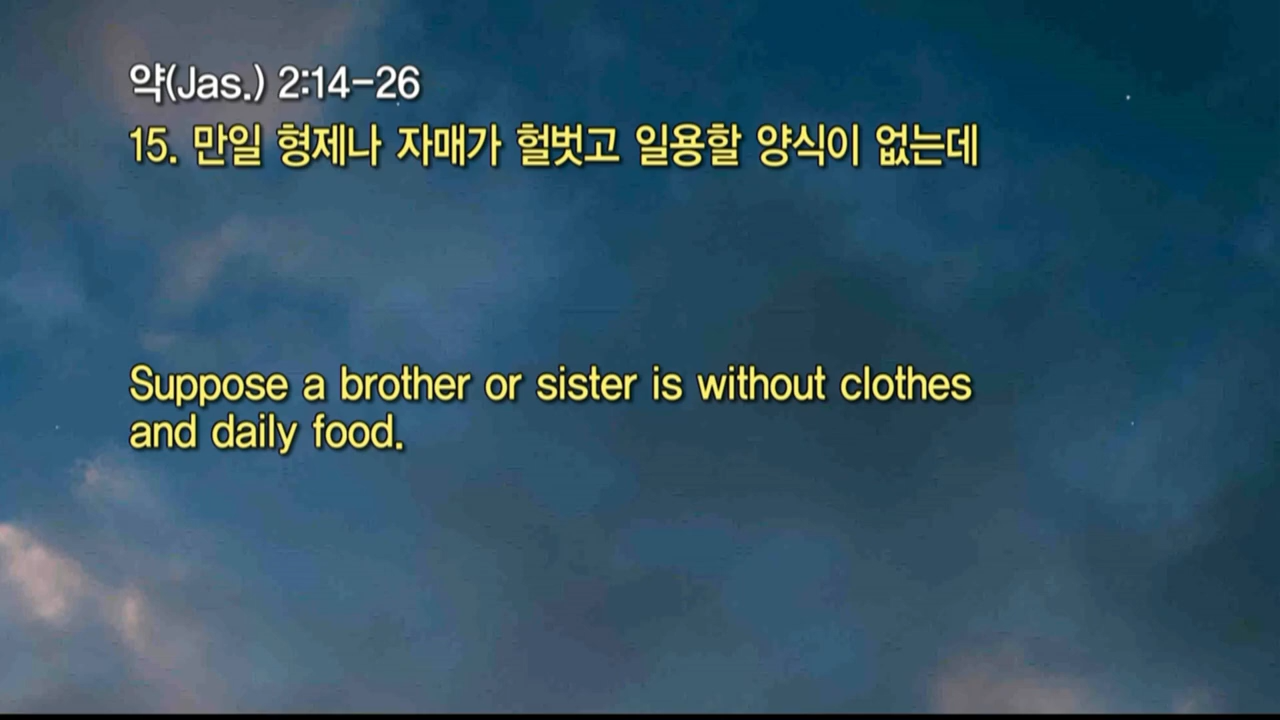 약(Jas.) 2:14-26
15. 만일 형제나 자매가 헐벗고 일용할 양식이 없는데
Suppose a brother or sister is without clothes
and daily food.